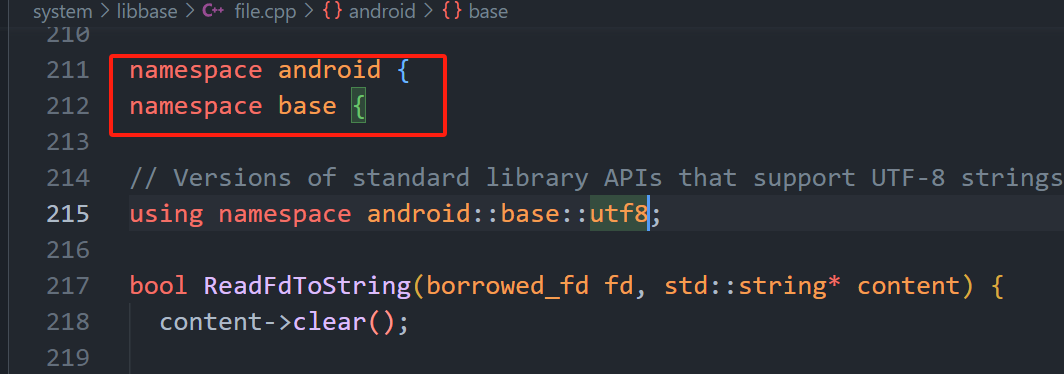 system > libbase > C++ file.cpp > {} android > {} base
210
211 namespace android {
212 namespace base {
213
214 // Versions of standard library APIs that support UTF-8 strings
215 using namespace android::base::utf8;
216
217 bool ReadFdToString(borrowed_fd fd, std::string* content) {
218 content->clear();
219